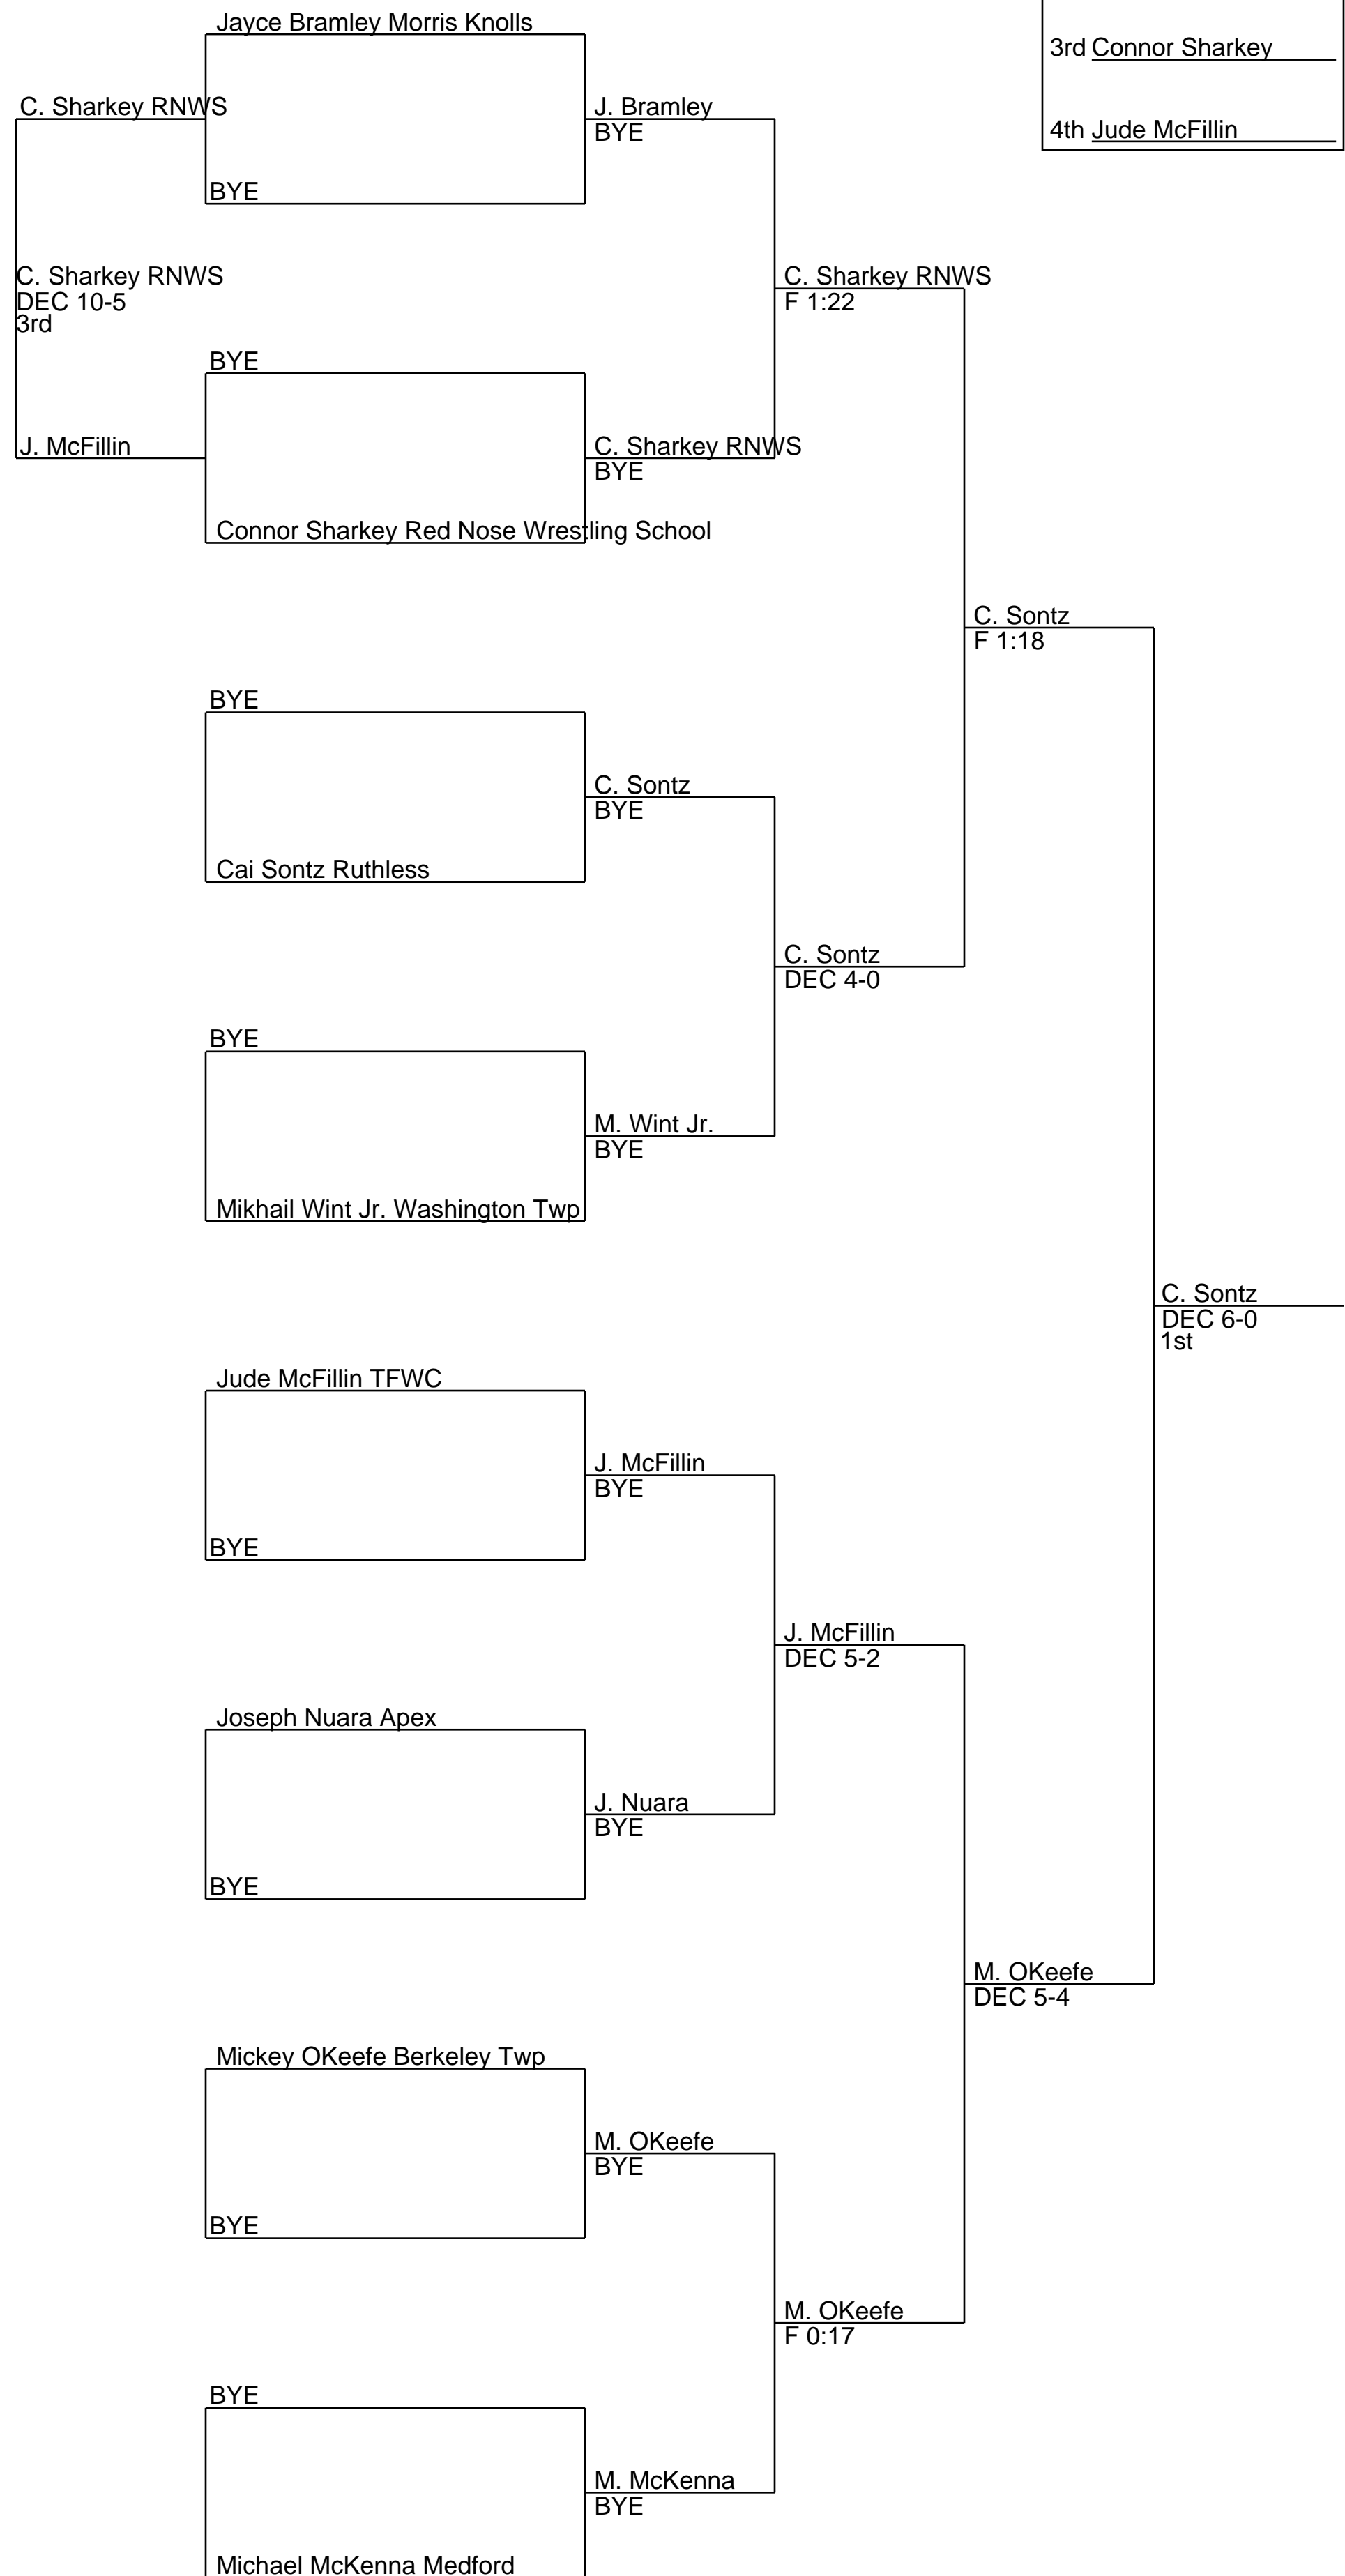 Jayce Bramley Morris Knolls
3rd Connor Sharkey
C. Sharkey RNWS
J. Bramley
BYE
4th Jude McFillin
BYE
C. Sharkey RNWS
DEC 10-5
3rd
C. Sharkey RNWS
F 1:22
BYE
J. McFillin
C. Sharkey RNWS
BYE
Connor Sharkey Red Nose Wrestling School
C. Sontz
F 1:18
BYE
C. Sontz
BYE
Cai Sontz Ruthless
C. Sontz
DEC 4-0
BYE
M. Wint Jr.
BYE
Mikhail Wint Jr. Washington Twp
C. Sontz
DEC 6-0
1st
Jude McFillin TFWC
J. McFillin
BYE
BYE
J. McFillin
DEC 5-2
Joseph Nuara Apex
J. Nuara
BYE
BYE
M. OKeefe
DEC 5-4
Mickey OKeefe Berkeley Twp
M. OKeefe
BYE
BYE
M. OKeefe
F 0:17
BYE
M. McKenna
BYE
Michael McKenna Medford